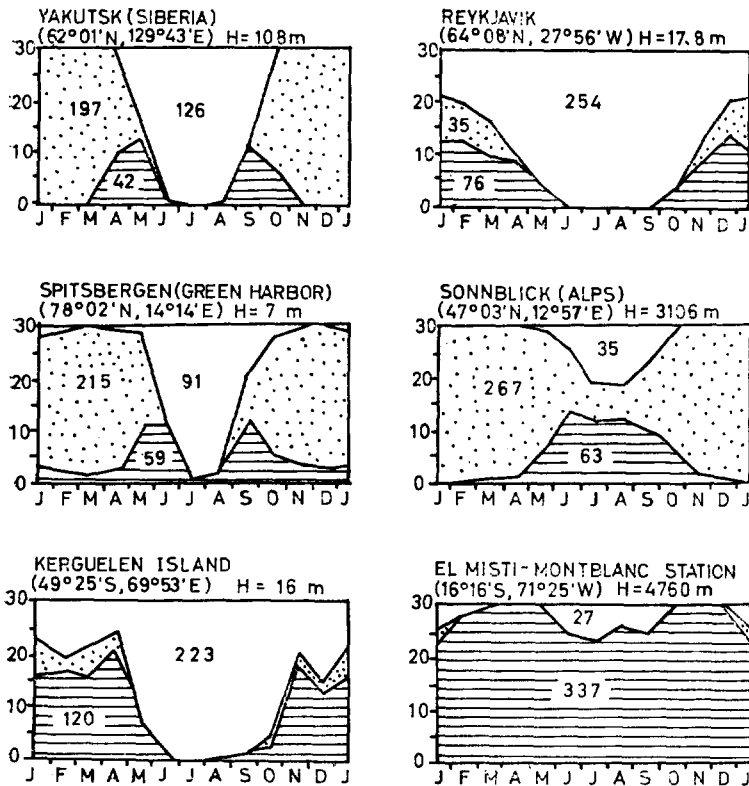 YAKUTSK (SIBERIA)
(62°01'N, 129°43'E) H= 108m
30
20
10
0
197
126
42
J F M A M J J A S O N D J
REYKJAVIK
(64°08'N, 27°56'W) H=17.8m
30
20
10
0
254
35
76
J F M A M J J A S O N D J
SPITSBERGEN (GREEN HARBOR)
(78°02'N, 14°14'E) H= 7 m
30
20
10
0
215
91
59
J F M A M J J A S O N D J
SONNBLICK (ALPS)
(47°03'N, 12°57'E) H= 3106 m
30
20
10
0
35
267
63
J F M A M J J A S O N D J
KERGUELEN ISLAND
(49°25'S, 69°53'E) H = 16 m
30
20
10
0
223
120
J F M A M J J A S O N D J
EL MISTI-MONTBLANC STATION
(16°16'S, 71°25'W) H=4760 m
30
20
10
0
27
337
J F M A M J J A S O N D J